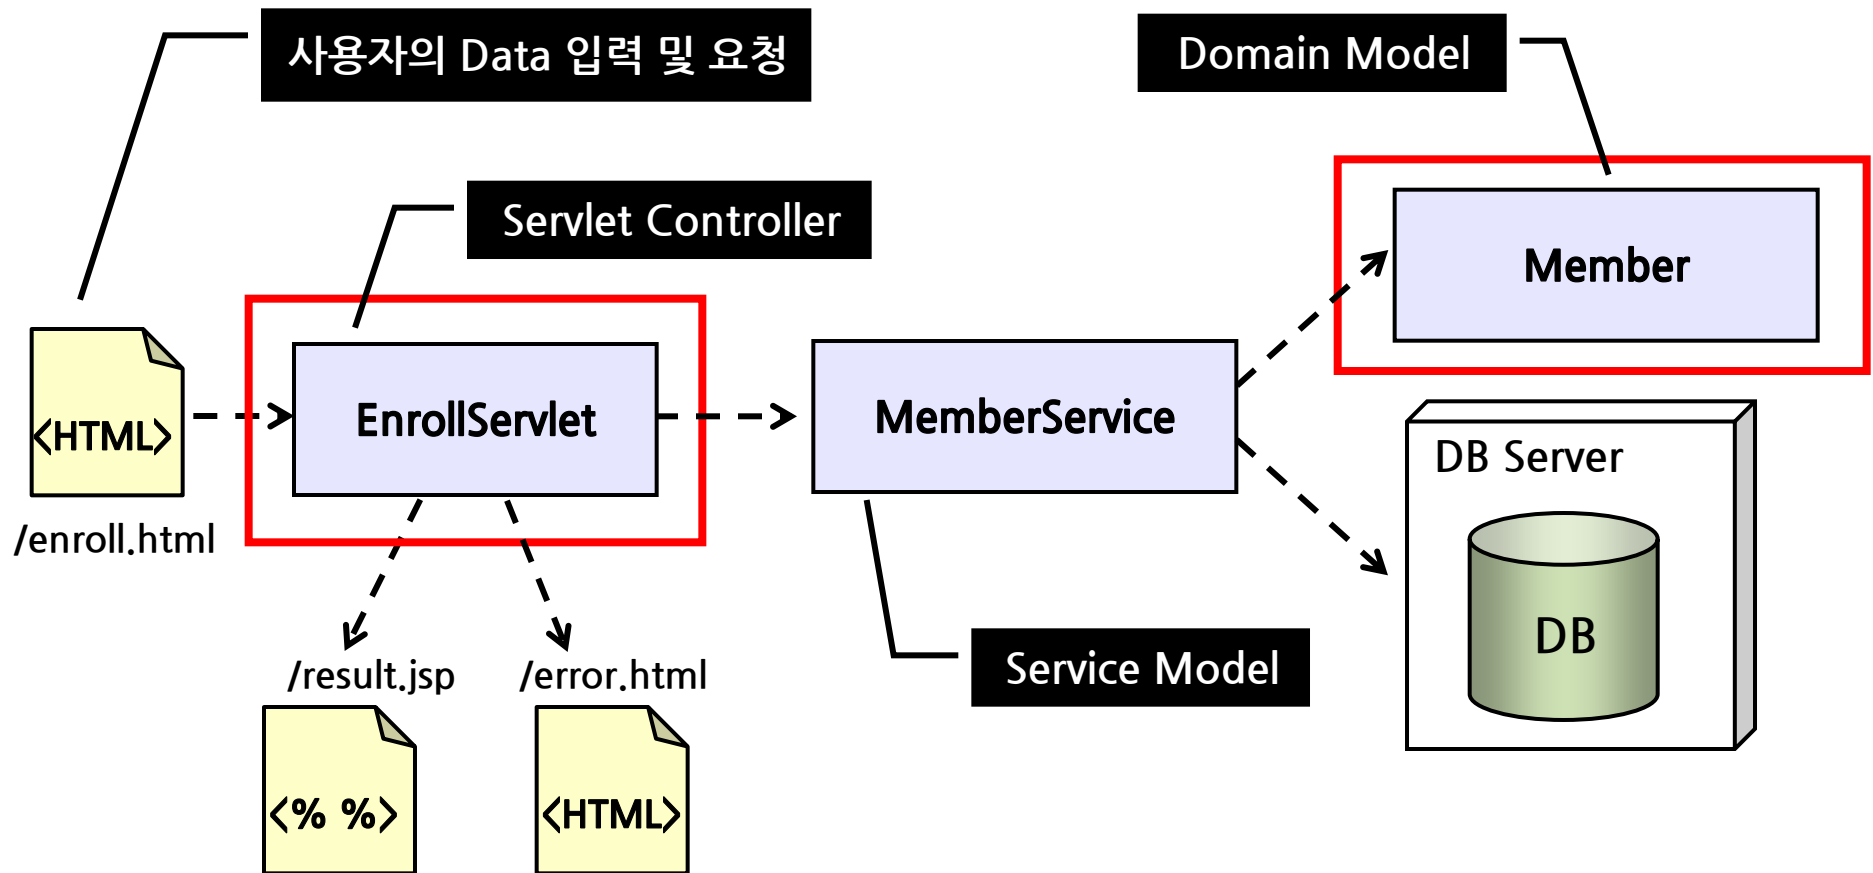 사용자의 Data 입력 및 요청
Domain Model
Servlet Controller
Member
<HTML>
EnrollServlet
MemberService
/enroll.html
DB Server
DB
/result.jsp
/error.html
Service Model
<% %>
<HTML>